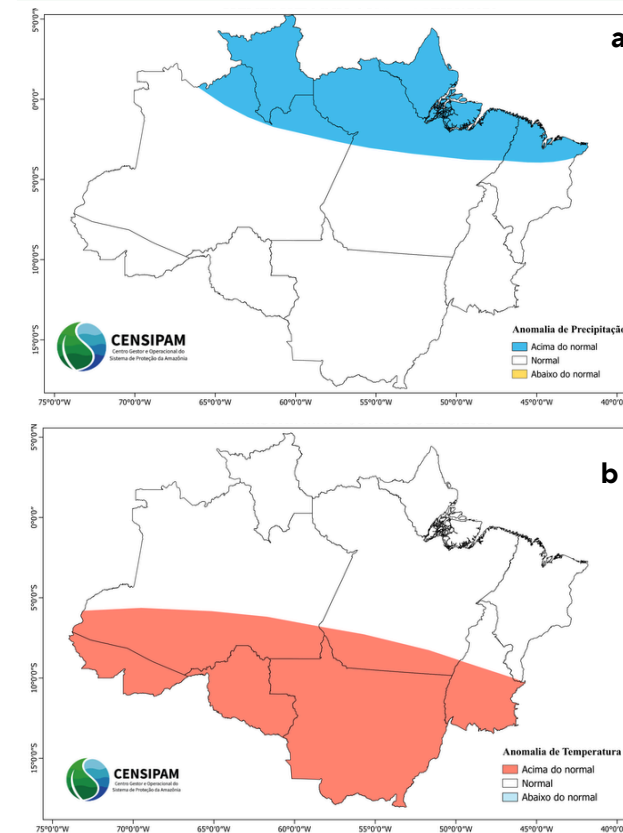 a
5°0'0"N
0°0'0"
5°0'0"S
10°0'0"S
15°0'0"S
CENSIPAM
Centro Gestor e Operacional do
Sistema de Proteção da Amazônia
Anomalia de Precipitação
Acima do normal
Normal
Abaixo do normal
75°0'0"W 70°0'0"W 65°0'0"W 60°0'0"W 55°0'0"W 50°0'0"W 45°0'0"W 40°0'0
b
5°0'0"N
0°0'0"
5°0'0"S
10°0'0"S
15°0'0"S
CENSIPAM
Centro Gestor e Operacional do
Sistema de Proteção da Amazônia
Anomalia de Temperatura
Acima do normal
Normal
Abaixo do normal
75°0'0"W 70°0'0"W 65°0'0"W 60°0'0"W 55°0'0"W 50°0'0"W 45°0'0"W 40°0'0